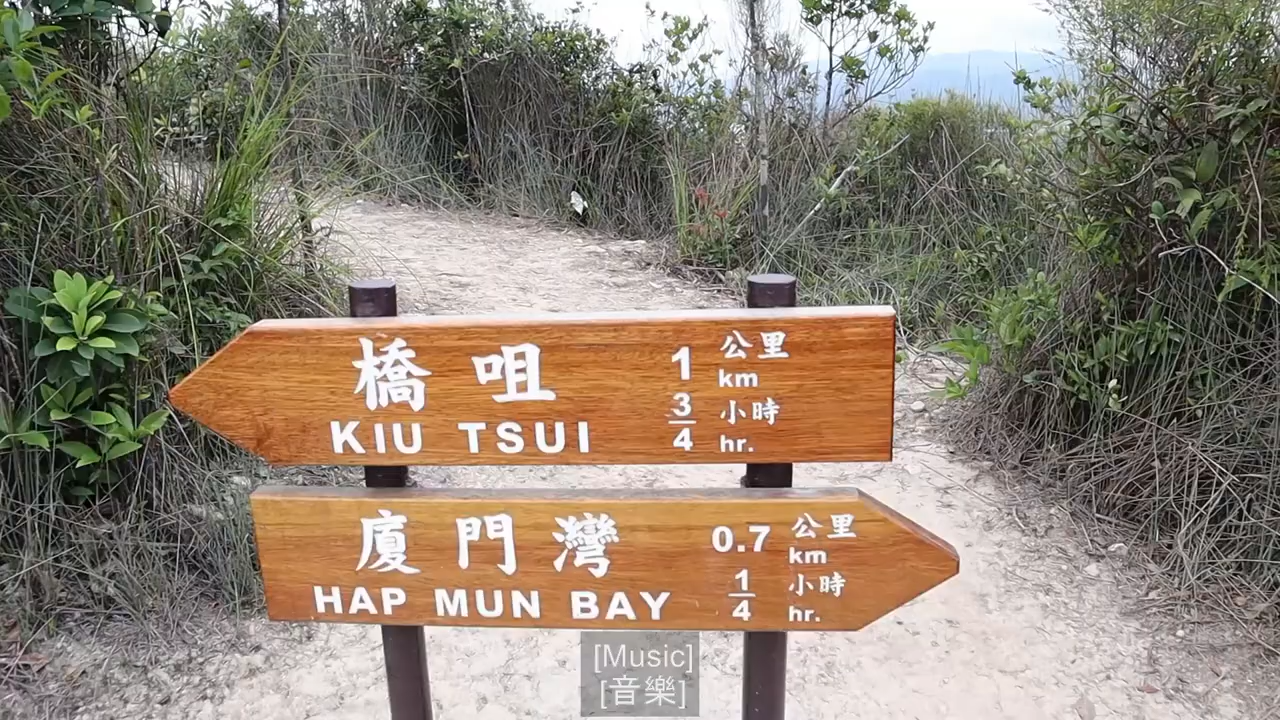 橋咀 1 公里
KIU TSUI km
3/4 小時
hr.
廈門灣 0.7 公里
HAP MUN BAY km
1/4 小時
hr.
[Music]
[音樂]